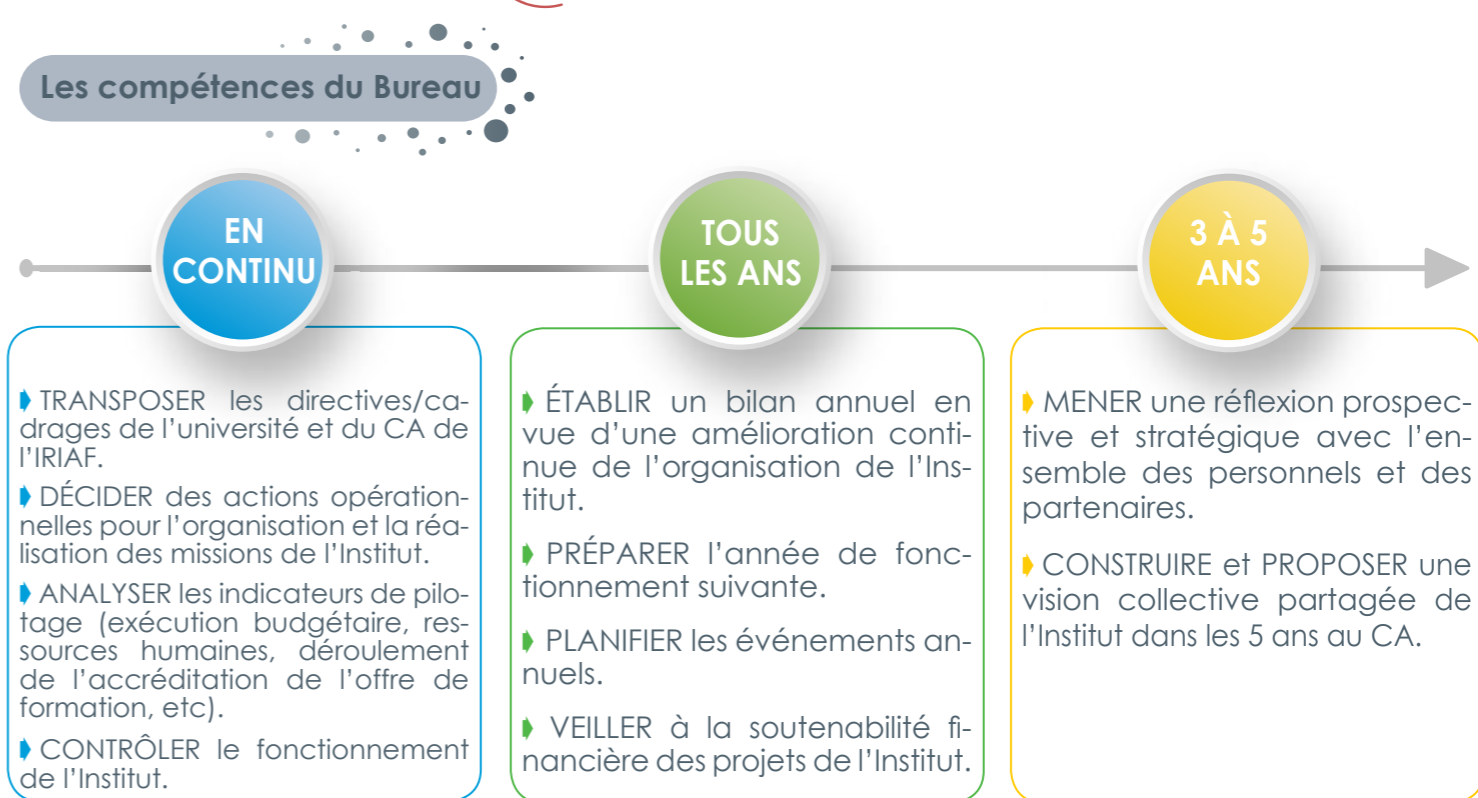 Les compétences du Bureau
EN
CONTINU
TOUS
LES ANS
3 À 5
ANS
TRANSPOSER les directives/ca-
drages de l’université et du CA de
l’IRIAF.
DÉCIDER des actions opération-
nelles pour l’organisation et la réa-
lisation des missions de l’Institut.
ANALYSER les indicateurs de pilo-
tage (exécution budgétaire, res-
sources humaines, déroulement
de l’accréditation de l’offre de
formation, etc).
CONTRÔLER le fonctionnement
de l’Institut.
ÉTABLIR un bilan annuel en
vue d’une amélioration conti-
nue de l’organisation de l’Ins-
titut.
PRÉPARER l’année de fonc-
tionnement suivante.
PLANIFIER les événements an-
nuels.
VEILLER à la soutenabilité fi-
nancière des projets de l’Institut.
MENER une réflexion prospec-
tive et stratégique avec l’en-
semble des personnels et des
partenaires.
CONSTRUIRE et PROPOSER une
vision collective partagée de
l’Institut dans les 5 ans au CA.